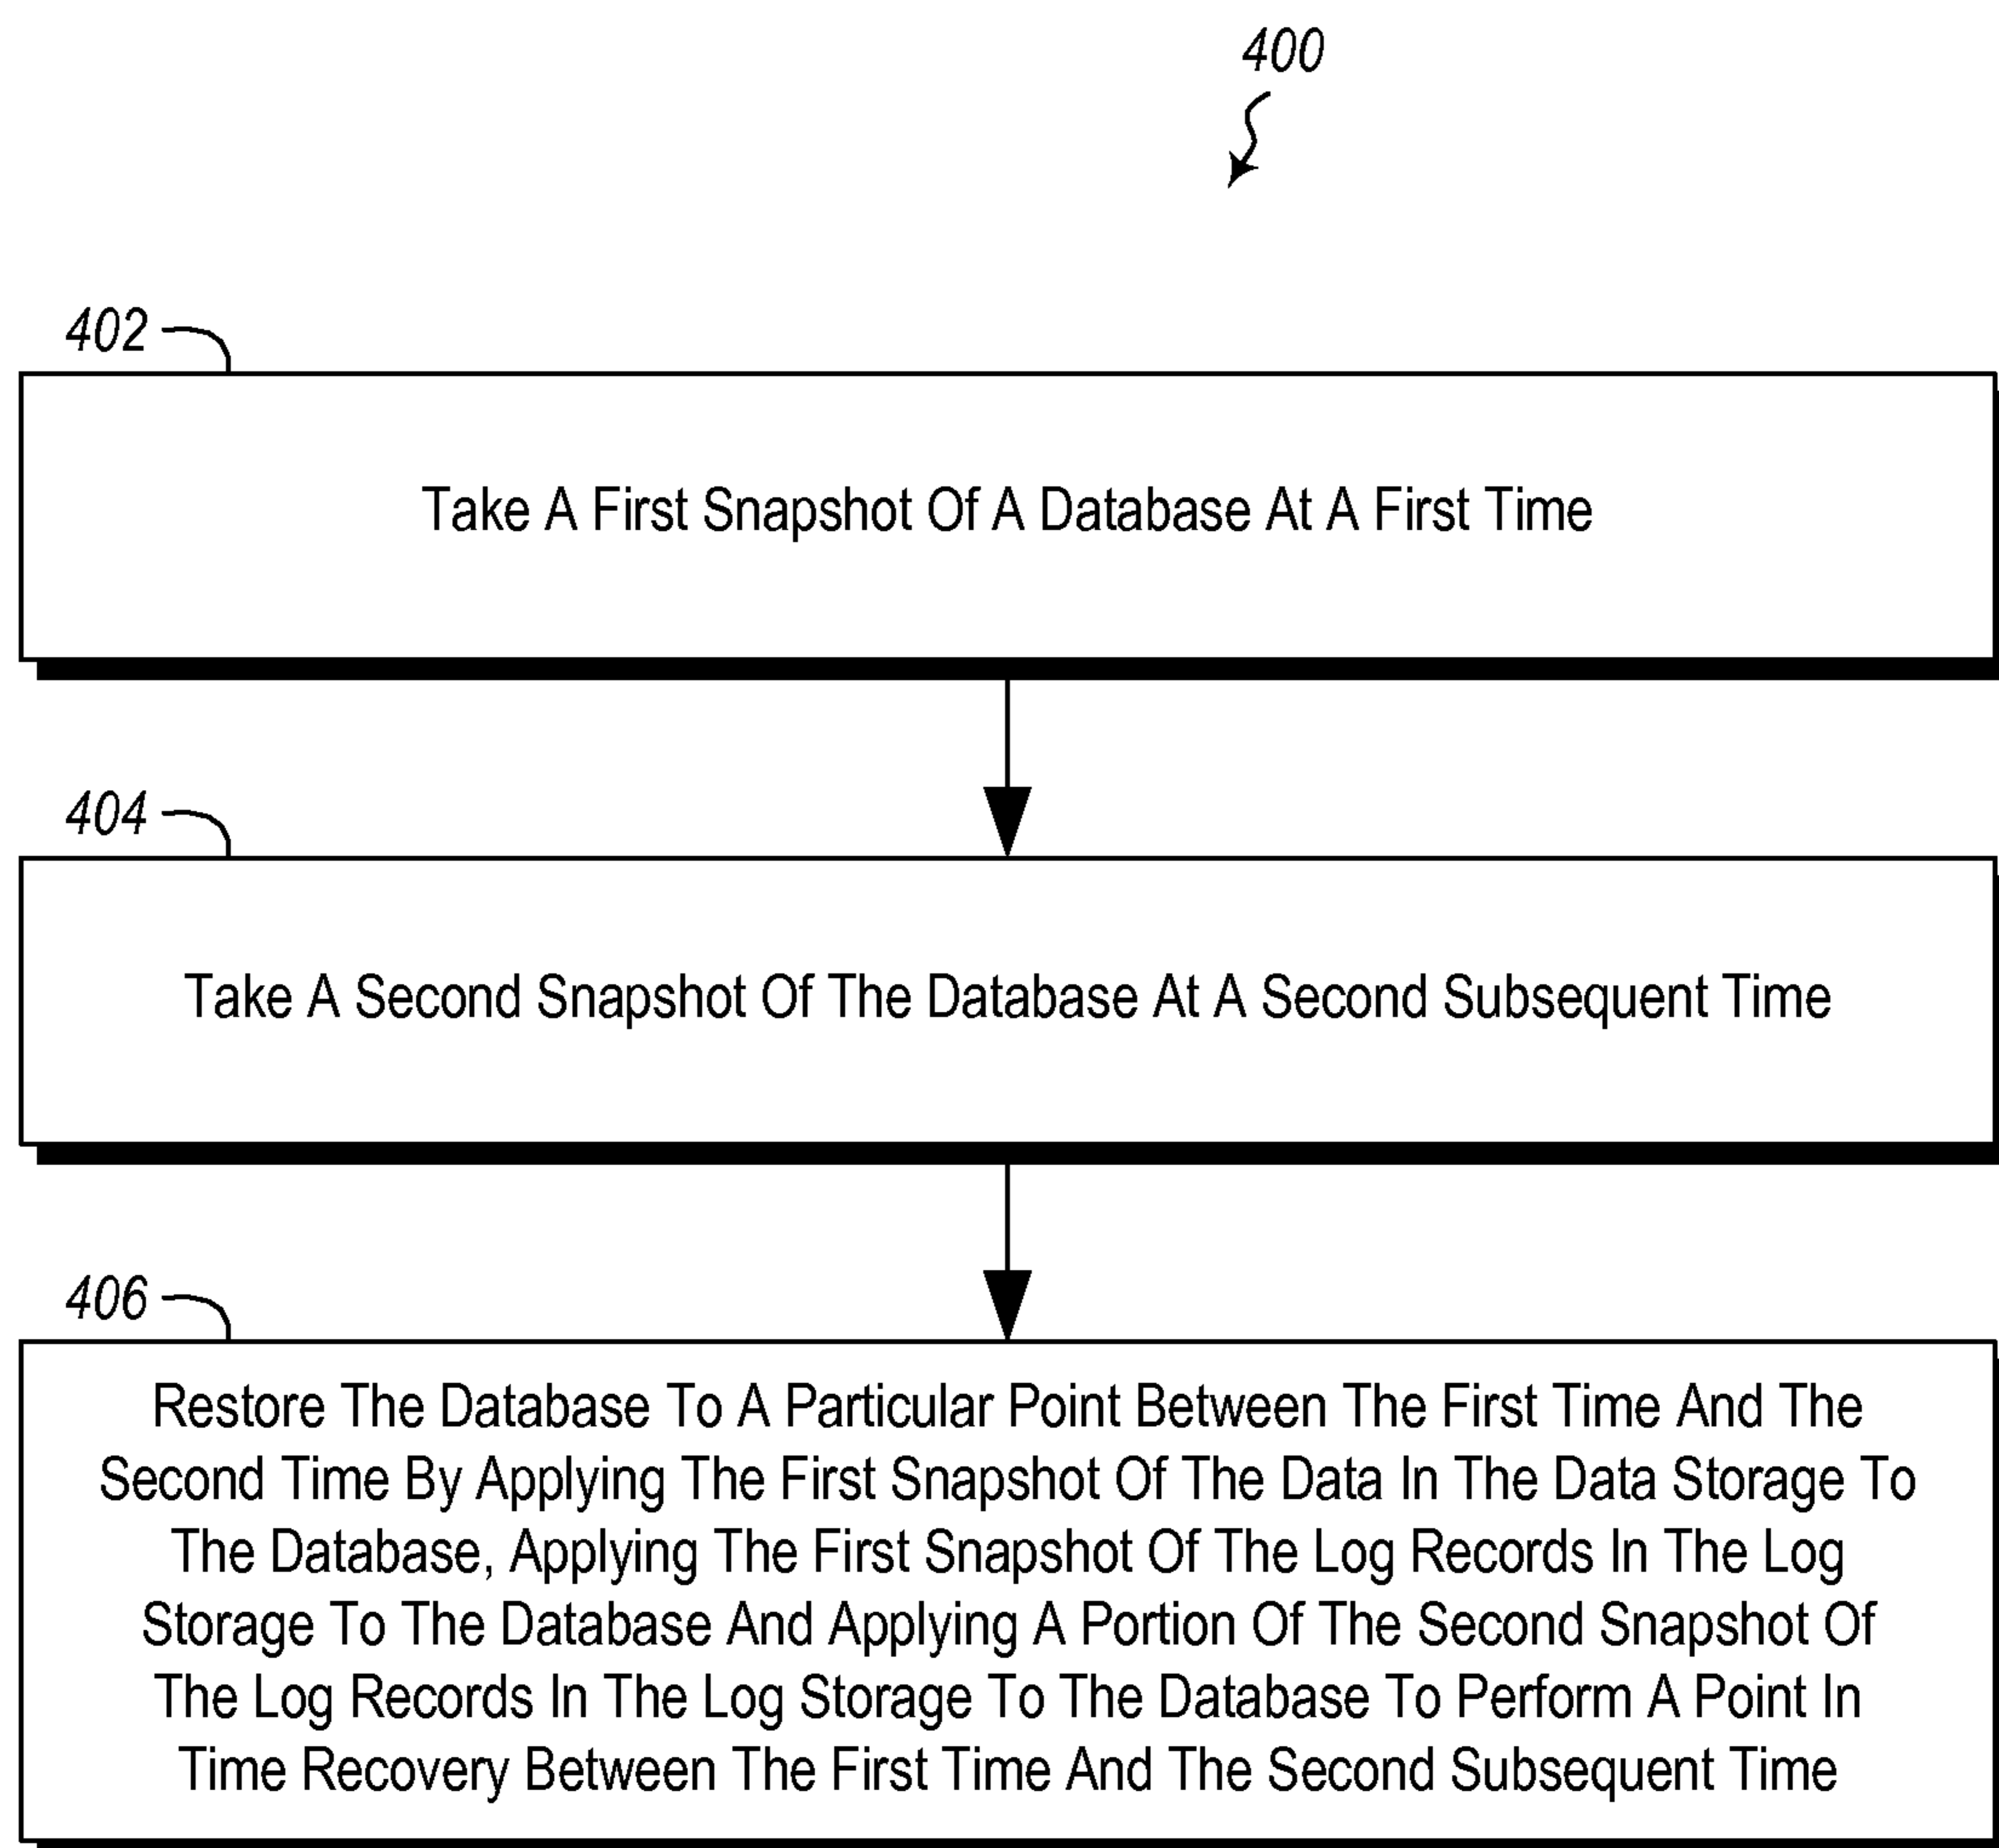 400
402
Take A First Snapshot Of A Database At A First Time
404
Take A Second Snapshot Of The Database At A Second Subsequent Time
406
Restore The Database To A Particular Point Between The First Time And The
Second Time By Applying The First Snapshot Of The Data In The Data Storage To
The Database, Applying The First Snapshot Of The Log Records In The Log
Storage To The Database And Applying A Portion Of The Second Snapshot Of
The Log Records In The Log Storage To The Database To Perform A Point In
Time Recovery Between The First Time And The Second Subsequent Time